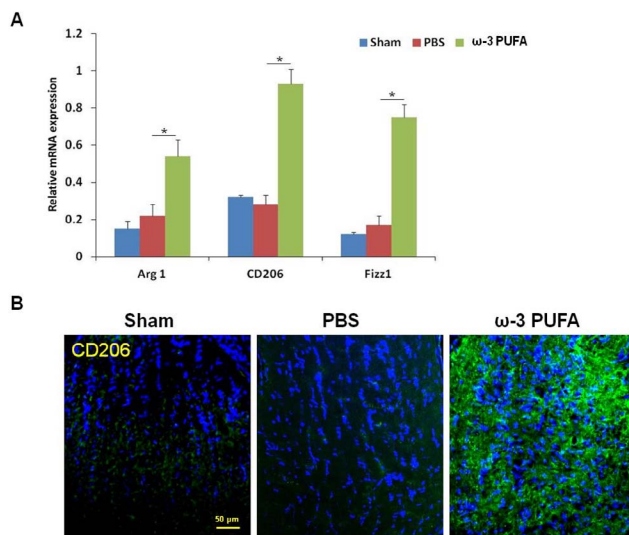 A
Sham PBS ω-3 PUFA
Relative mRNA expression
1.2
1
0.8
0.6
0.4
0.2
0
*
*
*
Arg 1 CD206 Fizz1
B
Sham PBS ω-3 PUFA
CD206
50 µm